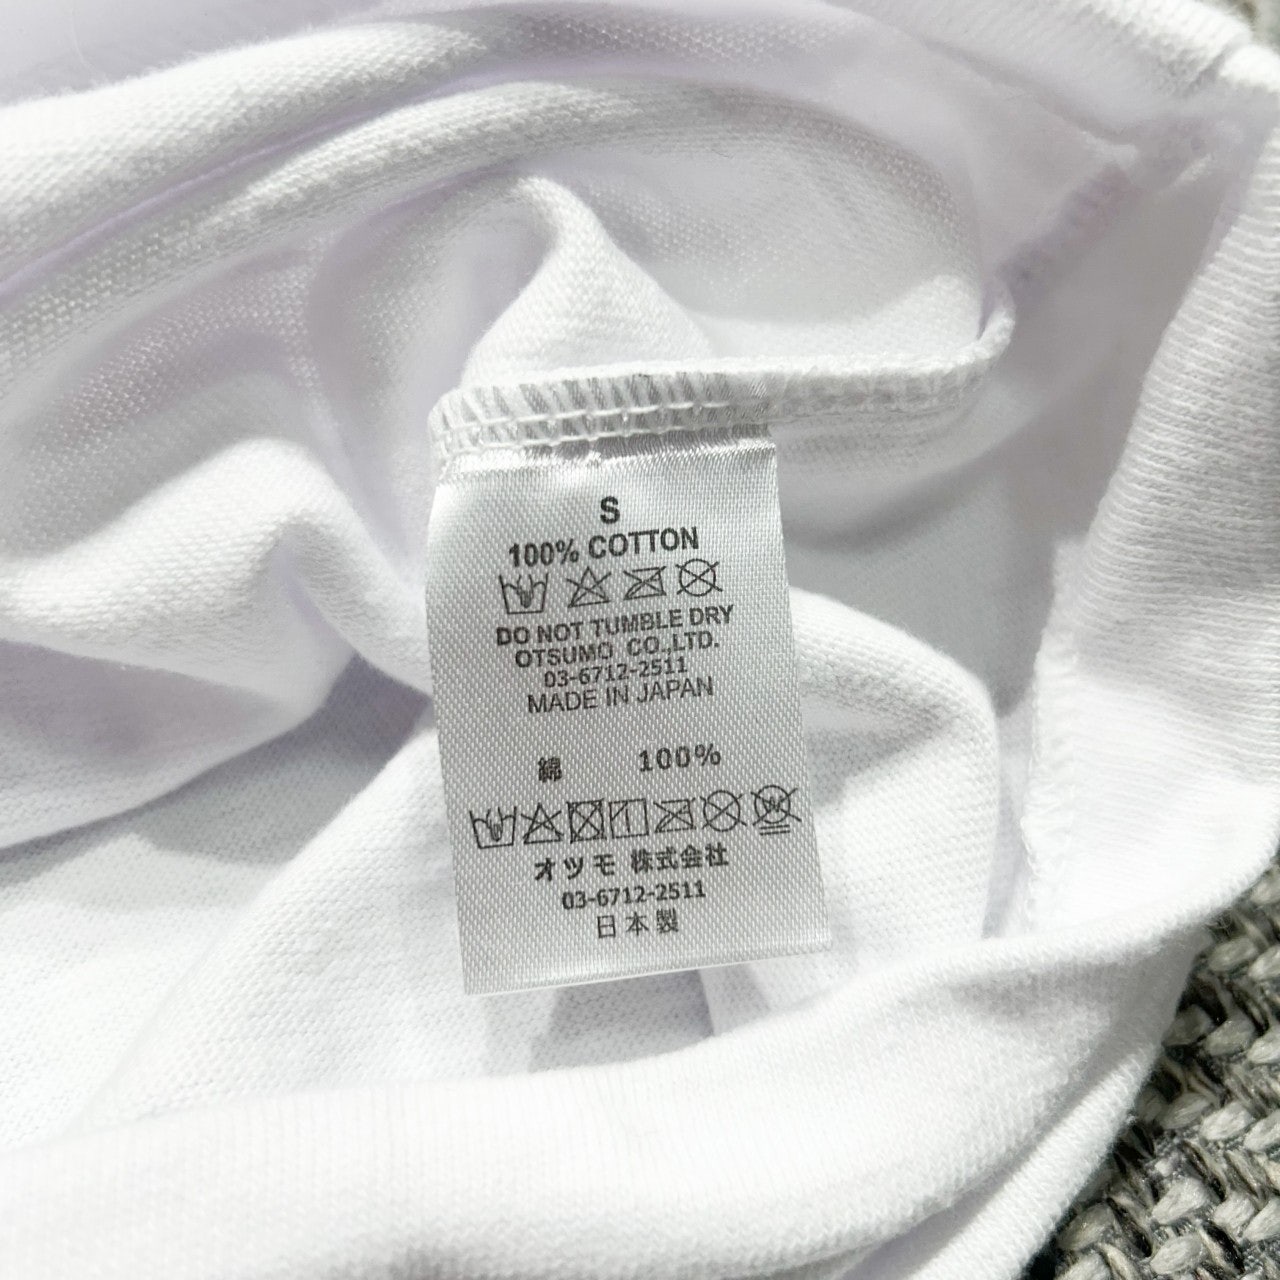 S
100% COTTON
DO NOT TUMBLE DRY
OTSUMO CO.,LTD.
03-6712-2511
MADE IN JAPAN
綿 100%
W
オツモ 株式会社
03-6712-2511
日本製